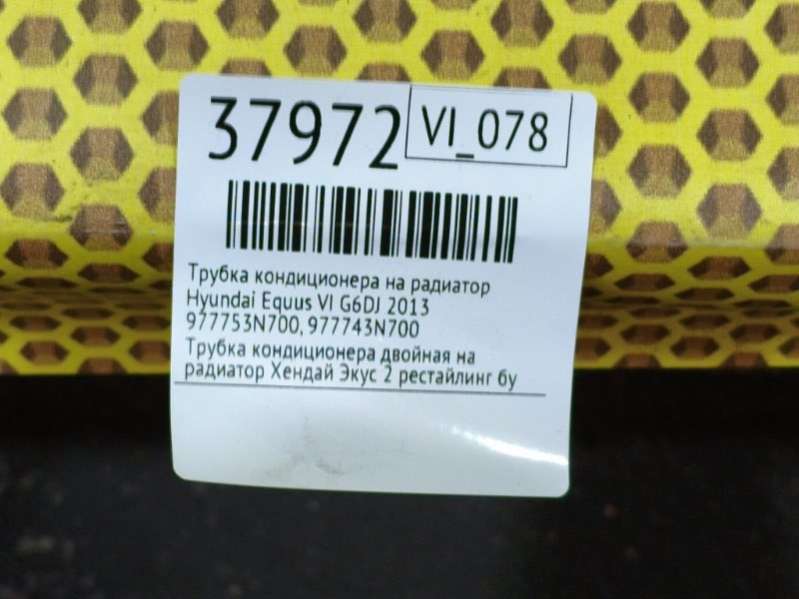 37972
VI_078
Трубка кондиционера на радиатор
Hyundai Equus VI G6DJ 2013
977753N700, 977743N700
Трубка кондиционера двойная на
радиатор Хендай Экус 2 рестайлинг бу